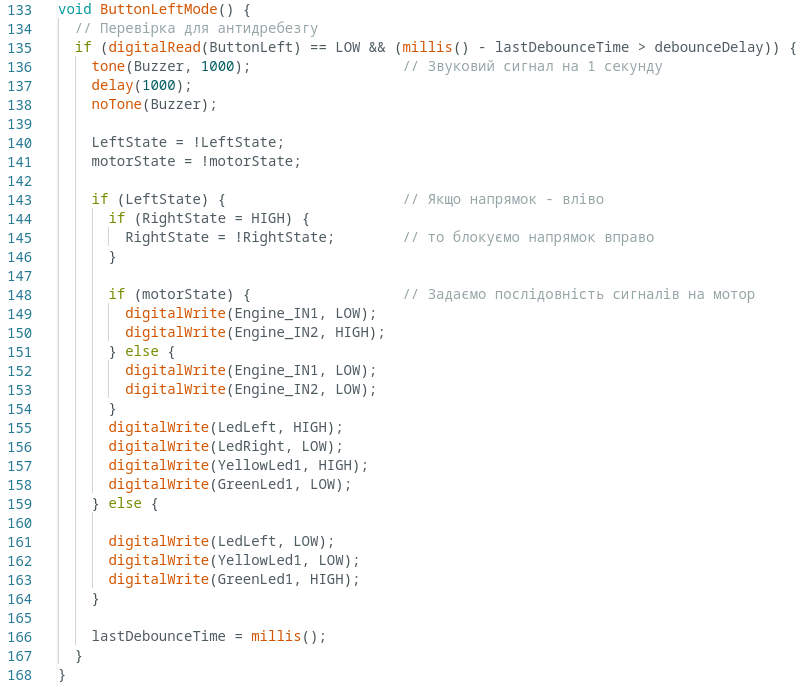 133 void ButtonLeftMode() {
134 // Перевірка для антидребезгу
135 if (digitalRead(ButtonLeft) == LOW && (millis() - lastDebounceTime > debounceDelay)) {
136 tone(Buzzer, 1000); // Звуковий сигнал на 1 секунду
137 delay(1000);
138 noTone(Buzzer);
139
140 LeftState = !LeftState;
141 motorState = !motorState;
142
143 if (LeftState) { // Якщо напрямок - вліво
144 if (RightState = HIGH) {
145 RightState = !RightState; // то блокуємо напрямок вправо
146 }
147
148 if (motorState) { // Задаємо послідовність сигналів на мотор
149 digitalWrite(Engine_IN1, LOW);
150 digitalWrite(Engine_IN2, HIGH);
151 } else {
152 digitalWrite(Engine_IN1, LOW);
153 digitalWrite(Engine_IN2, LOW);
154 }
155 digitalWrite(LedLeft, HIGH);
156 digitalWrite(LedRight, LOW);
157 digitalWrite(YellowLed1, HIGH);
158 digitalWrite(GreenLed1, LOW);
159 } else {
160
161 digitalWrite(LedLeft, LOW);
162 digitalWrite(YellowLed1, LOW);
163 digitalWrite(GreenLed1, HIGH);
164 }
165
166 lastDebounceTime = millis();
167 }
168 }